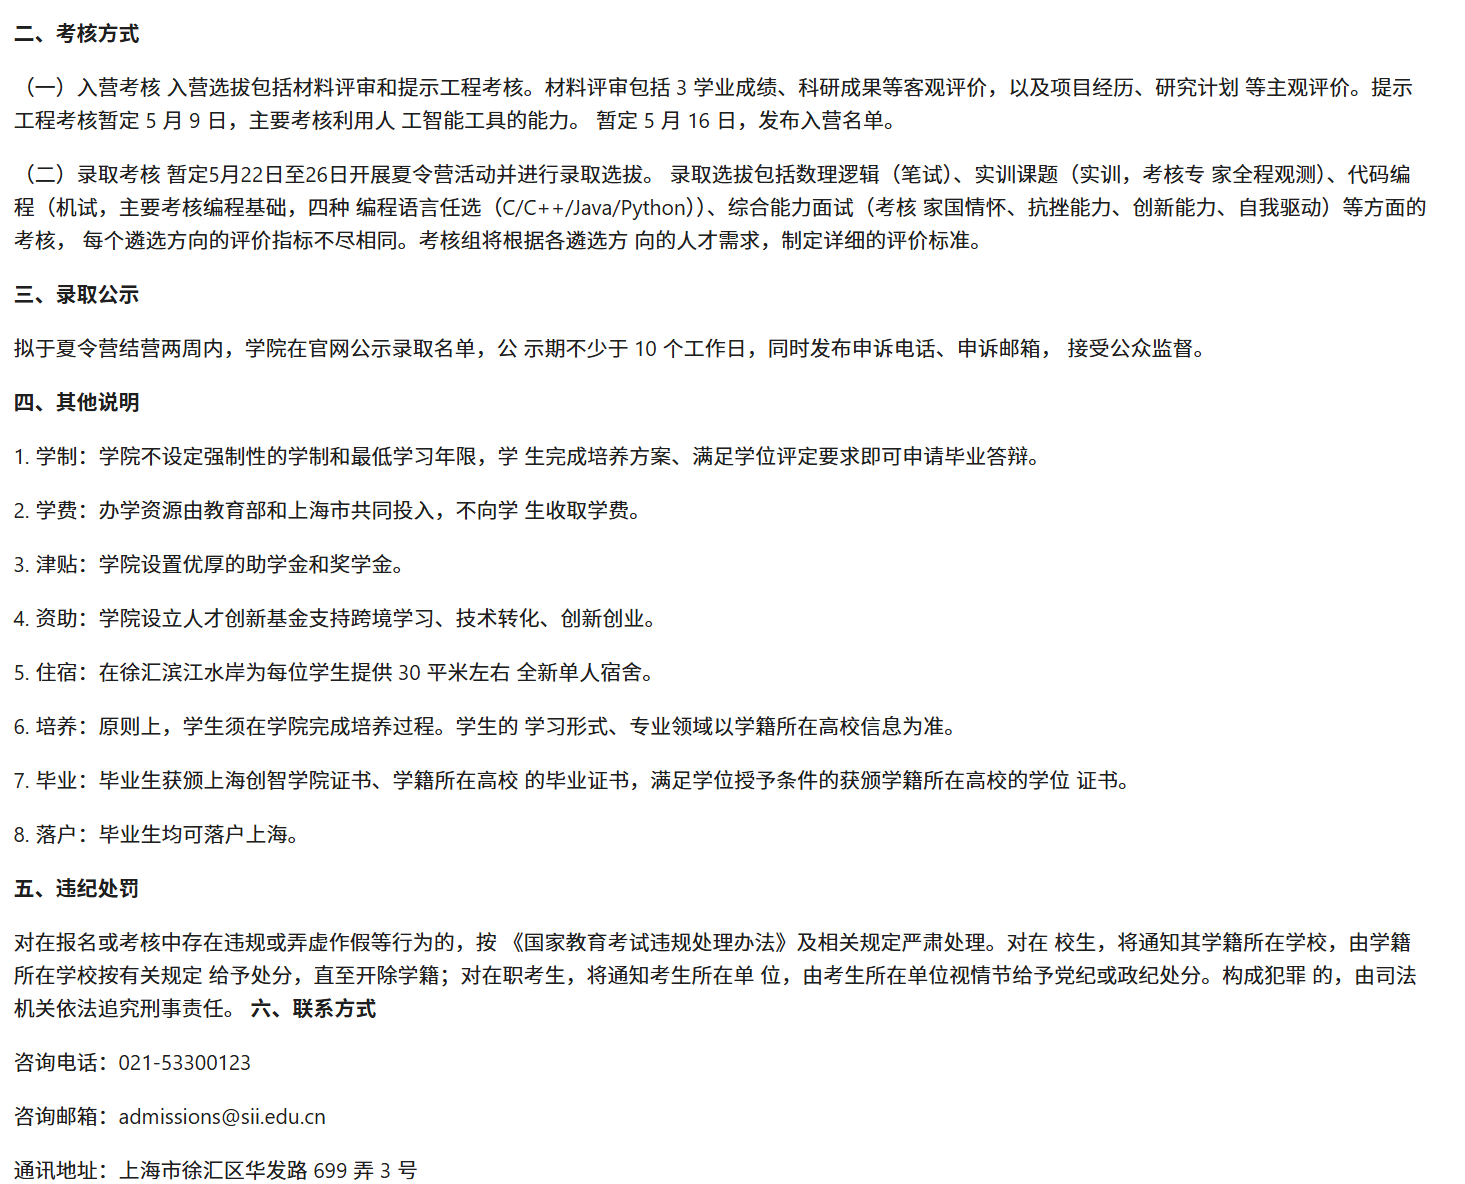 二、考核方式
（一）入营考核 入营选拔包括材料评审和提示工程考核。材料评审包括 3 学业成绩、科研成果等客观评价，以及项目经历、研究计划 等主观评价。提示
工程考核暂定 5 月 9 日，主要考核利用人 工智能工具的能力。 暂定 5 月 16 日，发布入营名单。
（二）录取考核 暂定5月22日至26日开展夏令营活动并进行录取选拔。 录取选拔包括数理逻辑（笔试）、实训课题（实训，考核专 家全程观测）、代码编
程（机试，主要考核编程基础，四种 编程语言任选（C/C++/Java/Python））、综合能力面试（考核 家国情怀、抗挫能力、创新能力、自我驱动）等方面的
考核， 每个遴选方向的评价指标不尽相同。考核组将根据各遴选方 向的人才需求，制定详细的评价标准。
三、录取公示
拟于夏令营结营两周内，学院在官网公示录取名单，公 示期不少于 10 个工作日，同时发布申诉电话、申诉邮箱， 接受公众监督。
四、其他说明
1. 学制：学院不设定强制性的学制和最低学习年限，学 生完成培养方案、满足学位评定要求即可申请毕业答辩。
2. 学费：办学资源由教育部和上海市共同投入，不向学 生收取学费。
3. 津贴：学院设置优厚的助学金和奖学金。
4. 资助：学院设立人才创新基金支持跨境学习、技术转化、创新创业。
5. 住宿：在徐汇滨江水岸为每位学生提供 30 平米左右 全新单人宿舍。
6. 培养：原则上，学生须在学院完成培养过程。学生的 学习形式、专业领域以学籍所在高校信息为准。
7. 毕业：毕业生获颁上海创智学院证书、学籍所在高校 的毕业证书，满足学位授予条件的获颁学籍所在高校的学位 证书。
8. 落户：毕业生均可落户上海。
五、违纪处罚
对在报名或考核中存在违规或弄虚作假等行为的，按 《国家教育考试违规处理办法》及相关规定严肃处理。对在 校生，将通知其学籍所在学校，由学籍
所在学校按有关规定 给予处分，直至开除学籍；对在职考生，将通知考生所在单 位，由考生所在单位视情节给予党纪或政纪处分。构成犯罪 的，由司法
机关依法追究刑事责任。 六、联系方式
咨询电话：021-53300123
咨询邮箱：admissions@sii.edu.cn
通讯地址：上海市徐汇区华发路 699 弄 3 号